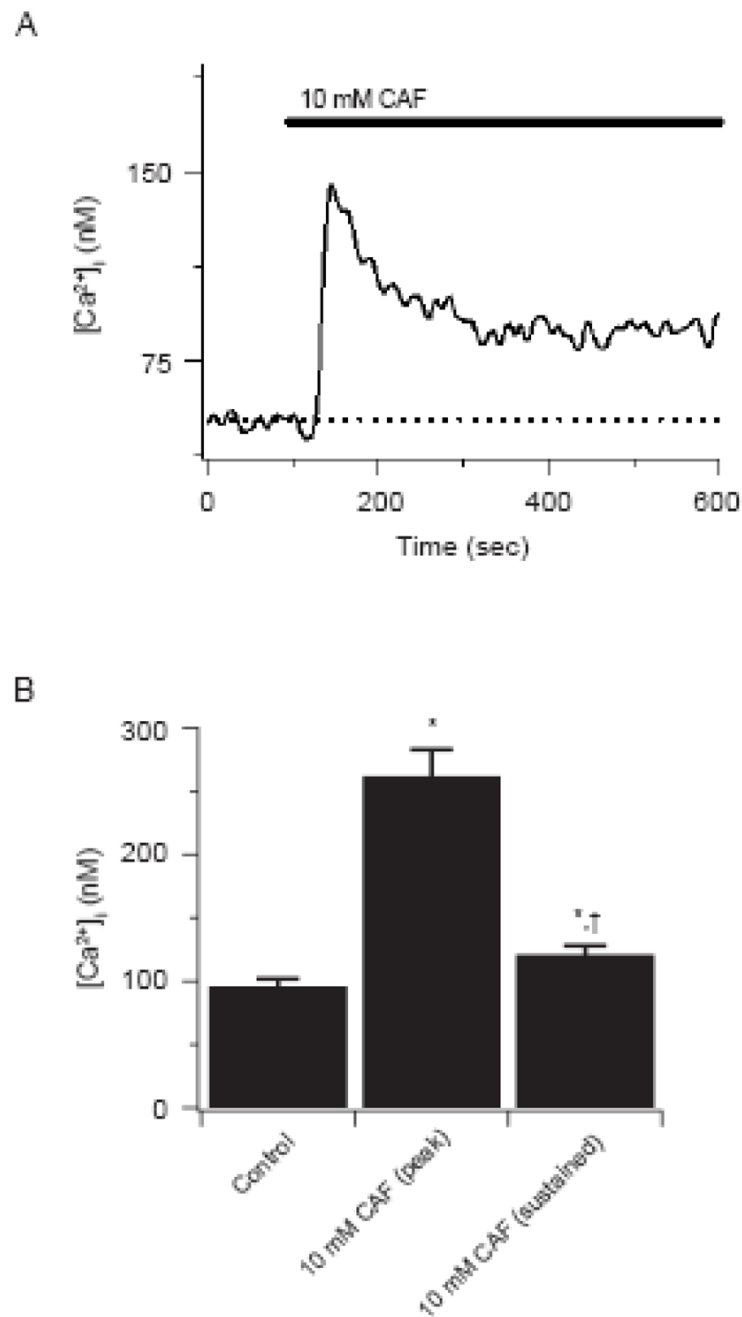 A
10 mM CAF
150
75
[Ca²⁺]ᵢ (nM)
0 200 400 600
Time (sec)
B
300
200
100
0
[Ca²⁺]ᵢ (nM)
*
*,†
Control
10 mM CAF (peak)
10 mM CAF (sustained)